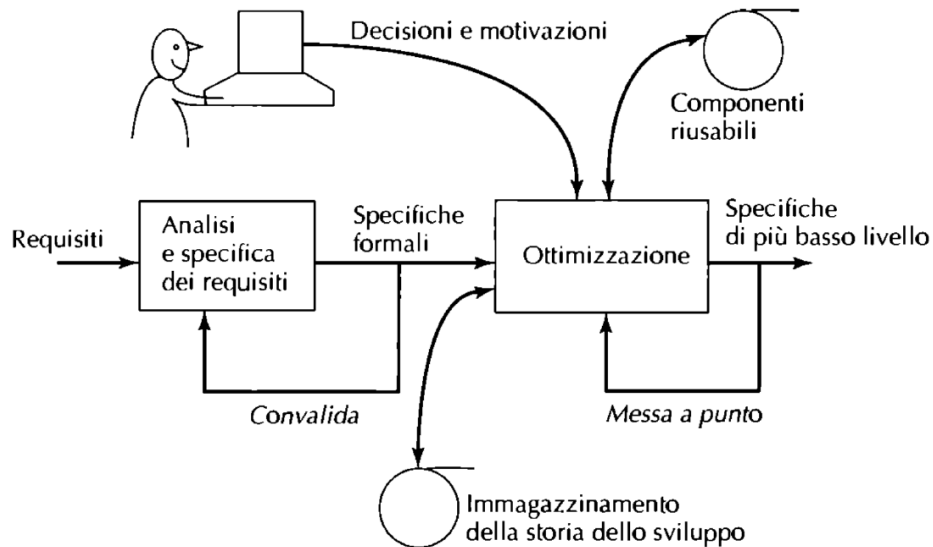 Decisioni e motivazioni
Componenti
riusabili
Requisiti
Analisi
e specifica
dei requisiti
Specifiche
formali
Ottimizzazione
Specifiche
di più basso livello
Convalida
Messa a punto
Immagazzinamento
della storia dello sviluppo